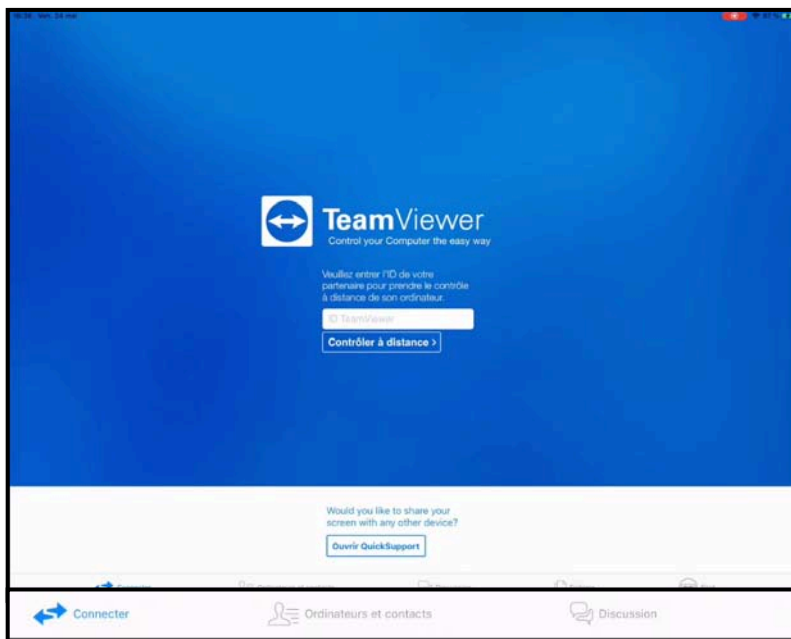 TeamViewer
Control your Computer the easy way
Veuillez entrer l'ID de votre
partenaire pour prendre le contrôle
à distance de son ordinateur.
ID TeamViewer
Contrôler à distance >
Would you like to share your
screen with any other device?
Ouvrir QuickSupport
Connecter
Connecter
Ordinateurs et contacts
Discussion